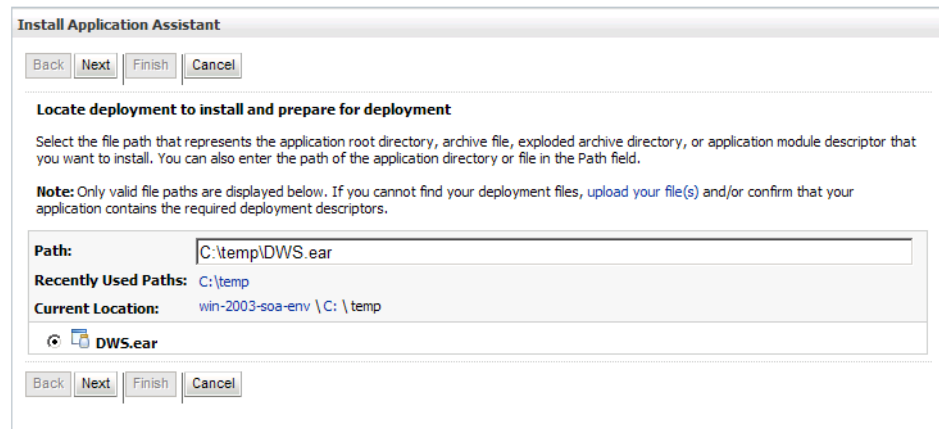 Install Application Assistant
Back Next Finish Cancel
Locate deployment to install and prepare for deployment
Select the file path that represents the application root directory, archive file, exploded archive directory, or application module descriptor that
you want to install. You can also enter the path of the application directory or file in the Path field.
Note: Only valid file paths are displayed below. If you cannot find your deployment files, upload your file(s) and/or confirm that your
application contains the required deployment descriptors.
Path: C:\temp\DWS.ear
Recently Used Paths: C:\temp
Current Location: win-2003-soa-env \ C: \ temp
DWS.ear
Back Next Finish Cancel